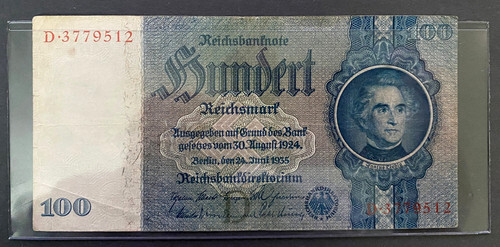 D·3779512
Reichsbanknote
100
Hundert
Reichsmark
Ausgegeben auf Grund des Bank-
gesetzes vom 30. August 1924.
Berlin, den 24. Juni 1935
Reichsbankdirektorium
100
D·3779512